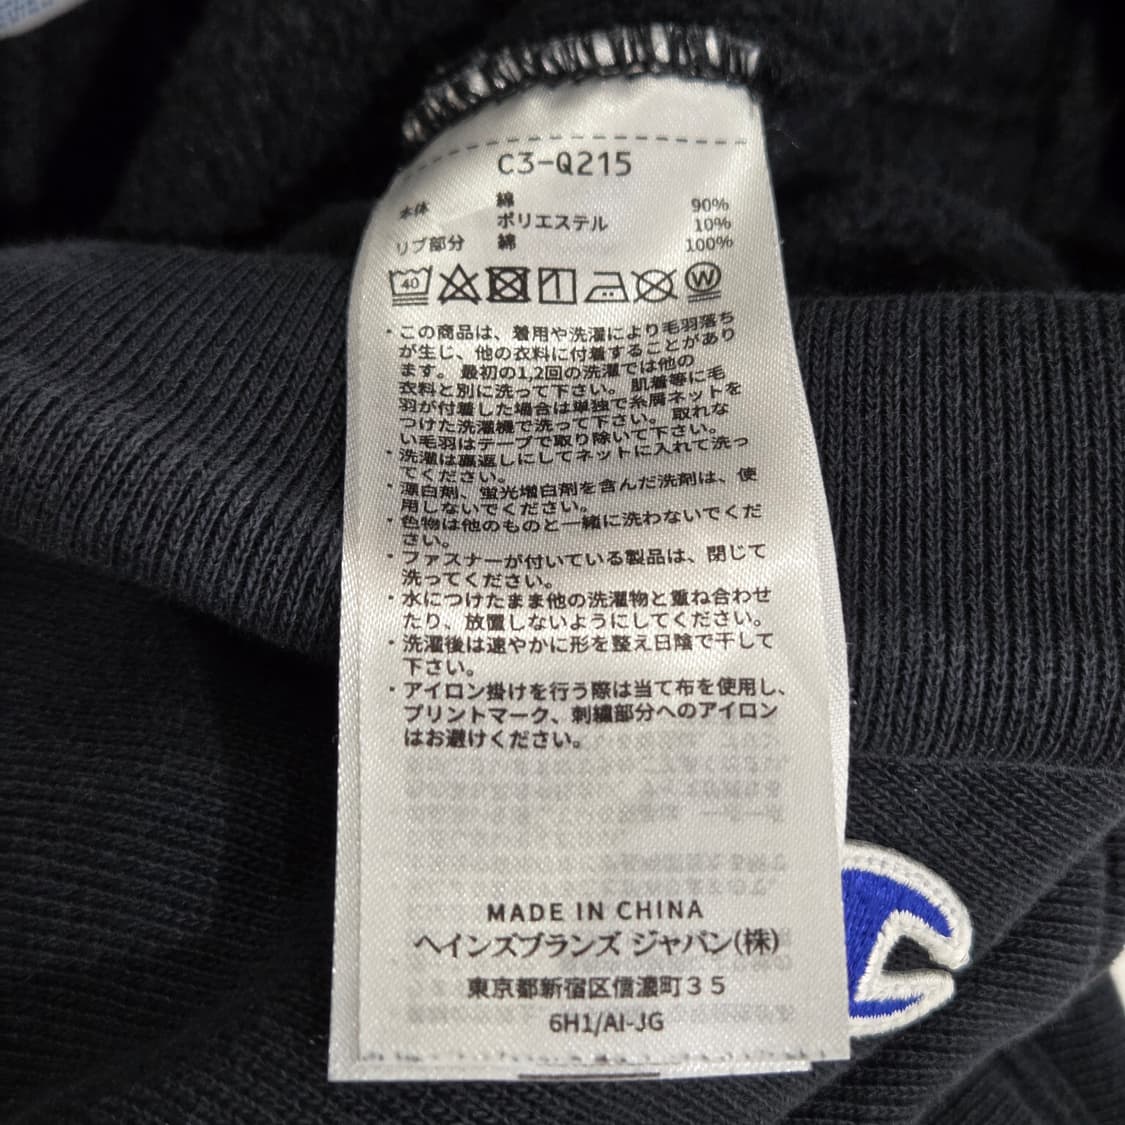 C3-Q215
本体 綿 90%
ポリエステル 10%
リブ部分 綿 100%
40 W
・この商品は、着用や洗濯により毛羽落ち
が生じ、他の衣料に付着することがあり
ます。最初の1,2回の洗濯では他の
衣料と別に洗って下さい。肌着等に毛
羽が付着した場合は単独で糸屑ネットを
つけた洗濯機で洗って下さい。取れな
い毛羽はテープで取り除いて下さい。
・洗濯は裏返しにしてネットに入れて洗っ
てください。
・漂白剤、蛍光増白剤を含んだ洗剤は、使
用しないでください。
・色物は他のものと一緒に洗わないでくだ
さい。
・ファスナーが付いている製品は、閉じて
洗ってください。
・水につけたまま他の洗濯物と重ね合わせ
たり、放置しないようにしてください。
・洗濯後は速やかに形を整え日陰で干して
下さい。
・アイロン掛けを行う際は当て布を使用し、
プリントマーク、刺繍部分へのアイロン
はお避けください。
MADE IN CHINA
ヘインズブランズ ジャパン(株)
東京都新宿区信濃町35
6H1/AI-JG